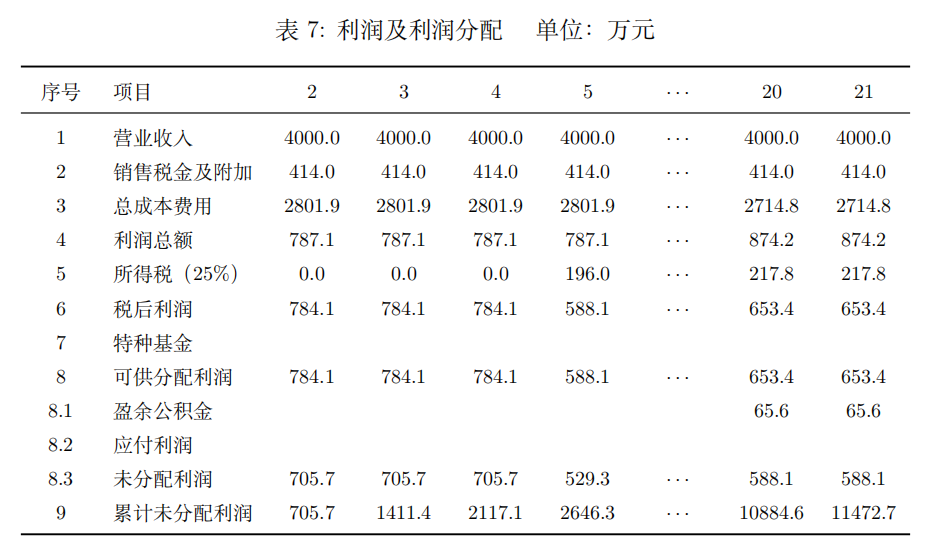 表 7: 利润及利润分配 单位：万元
序号 项目 2 3 4 5 ··· 20 21
1 营业收入 4000.0 4000.0 4000.0 4000.0 ··· 4000.0 4000.0
2 销售税金及附加 414.0 414.0 414.0 414.0 ··· 414.0 414.0
3 总成本费用 2801.9 2801.9 2801.9 2801.9 ··· 2714.8 2714.8
4 利润总额 787.1 787.1 787.1 787.1 ··· 874.2 874.2
5 所得税（25%） 0.0 0.0 0.0 196.0 ··· 217.8 217.8
6 税后利润 784.1 784.1 784.1 588.1 ··· 653.4 653.4
7 特种基金
8 可供分配利润 784.1 784.1 784.1 588.1 ··· 653.4 653.4
8.1 盈余公积金 65.6 65.6
8.2 应付利润
8.3 未分配利润 705.7 705.7 705.7 529.3 ··· 588.1 588.1
9 累计未分配利润 705.7 1411.4 2117.1 2646.3 ··· 10884.6 11472.7